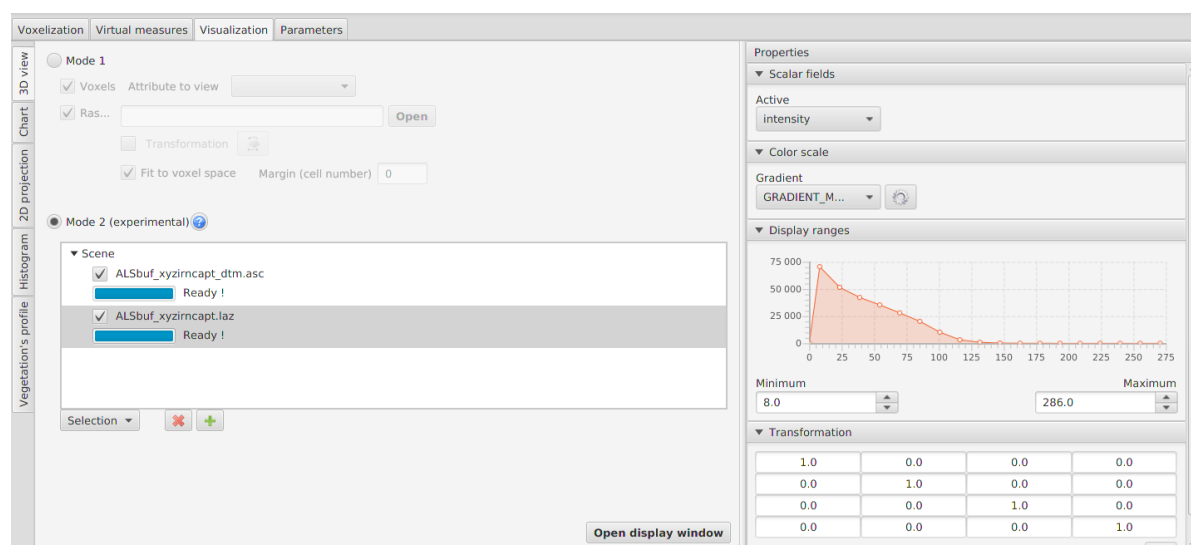 Voxelization Virtual measures Visualization Parameters
3D view
Chart
2D projection
Histogram
Vegetation's profile
Mode 1
Voxels Attribute to view
Ras... Open
Transformation
Fit to voxel space Margin (cell number) 0
Mode 2 (experimental) ?
Scene
ALSbuf_xyzirncapt_dtm.asc
Ready !
ALSbuf_xyzirncapt.laz
Ready !
Selection
Open display window
Properties
Scalar fields
Active
intensity
Color scale
Gradient
GRADIENT_M...
Display ranges
75 000
50 000
25 000
0
0 25 50 75 100 125 150 175 200 225 250 275
Minimum Maximum
8.0 286.0
Transformation
1.0 0.0 0.0 0.0
0.0 1.0 0.0 0.0
0.0 0.0 1.0 0.0
0.0 0.0 0.0 1.0